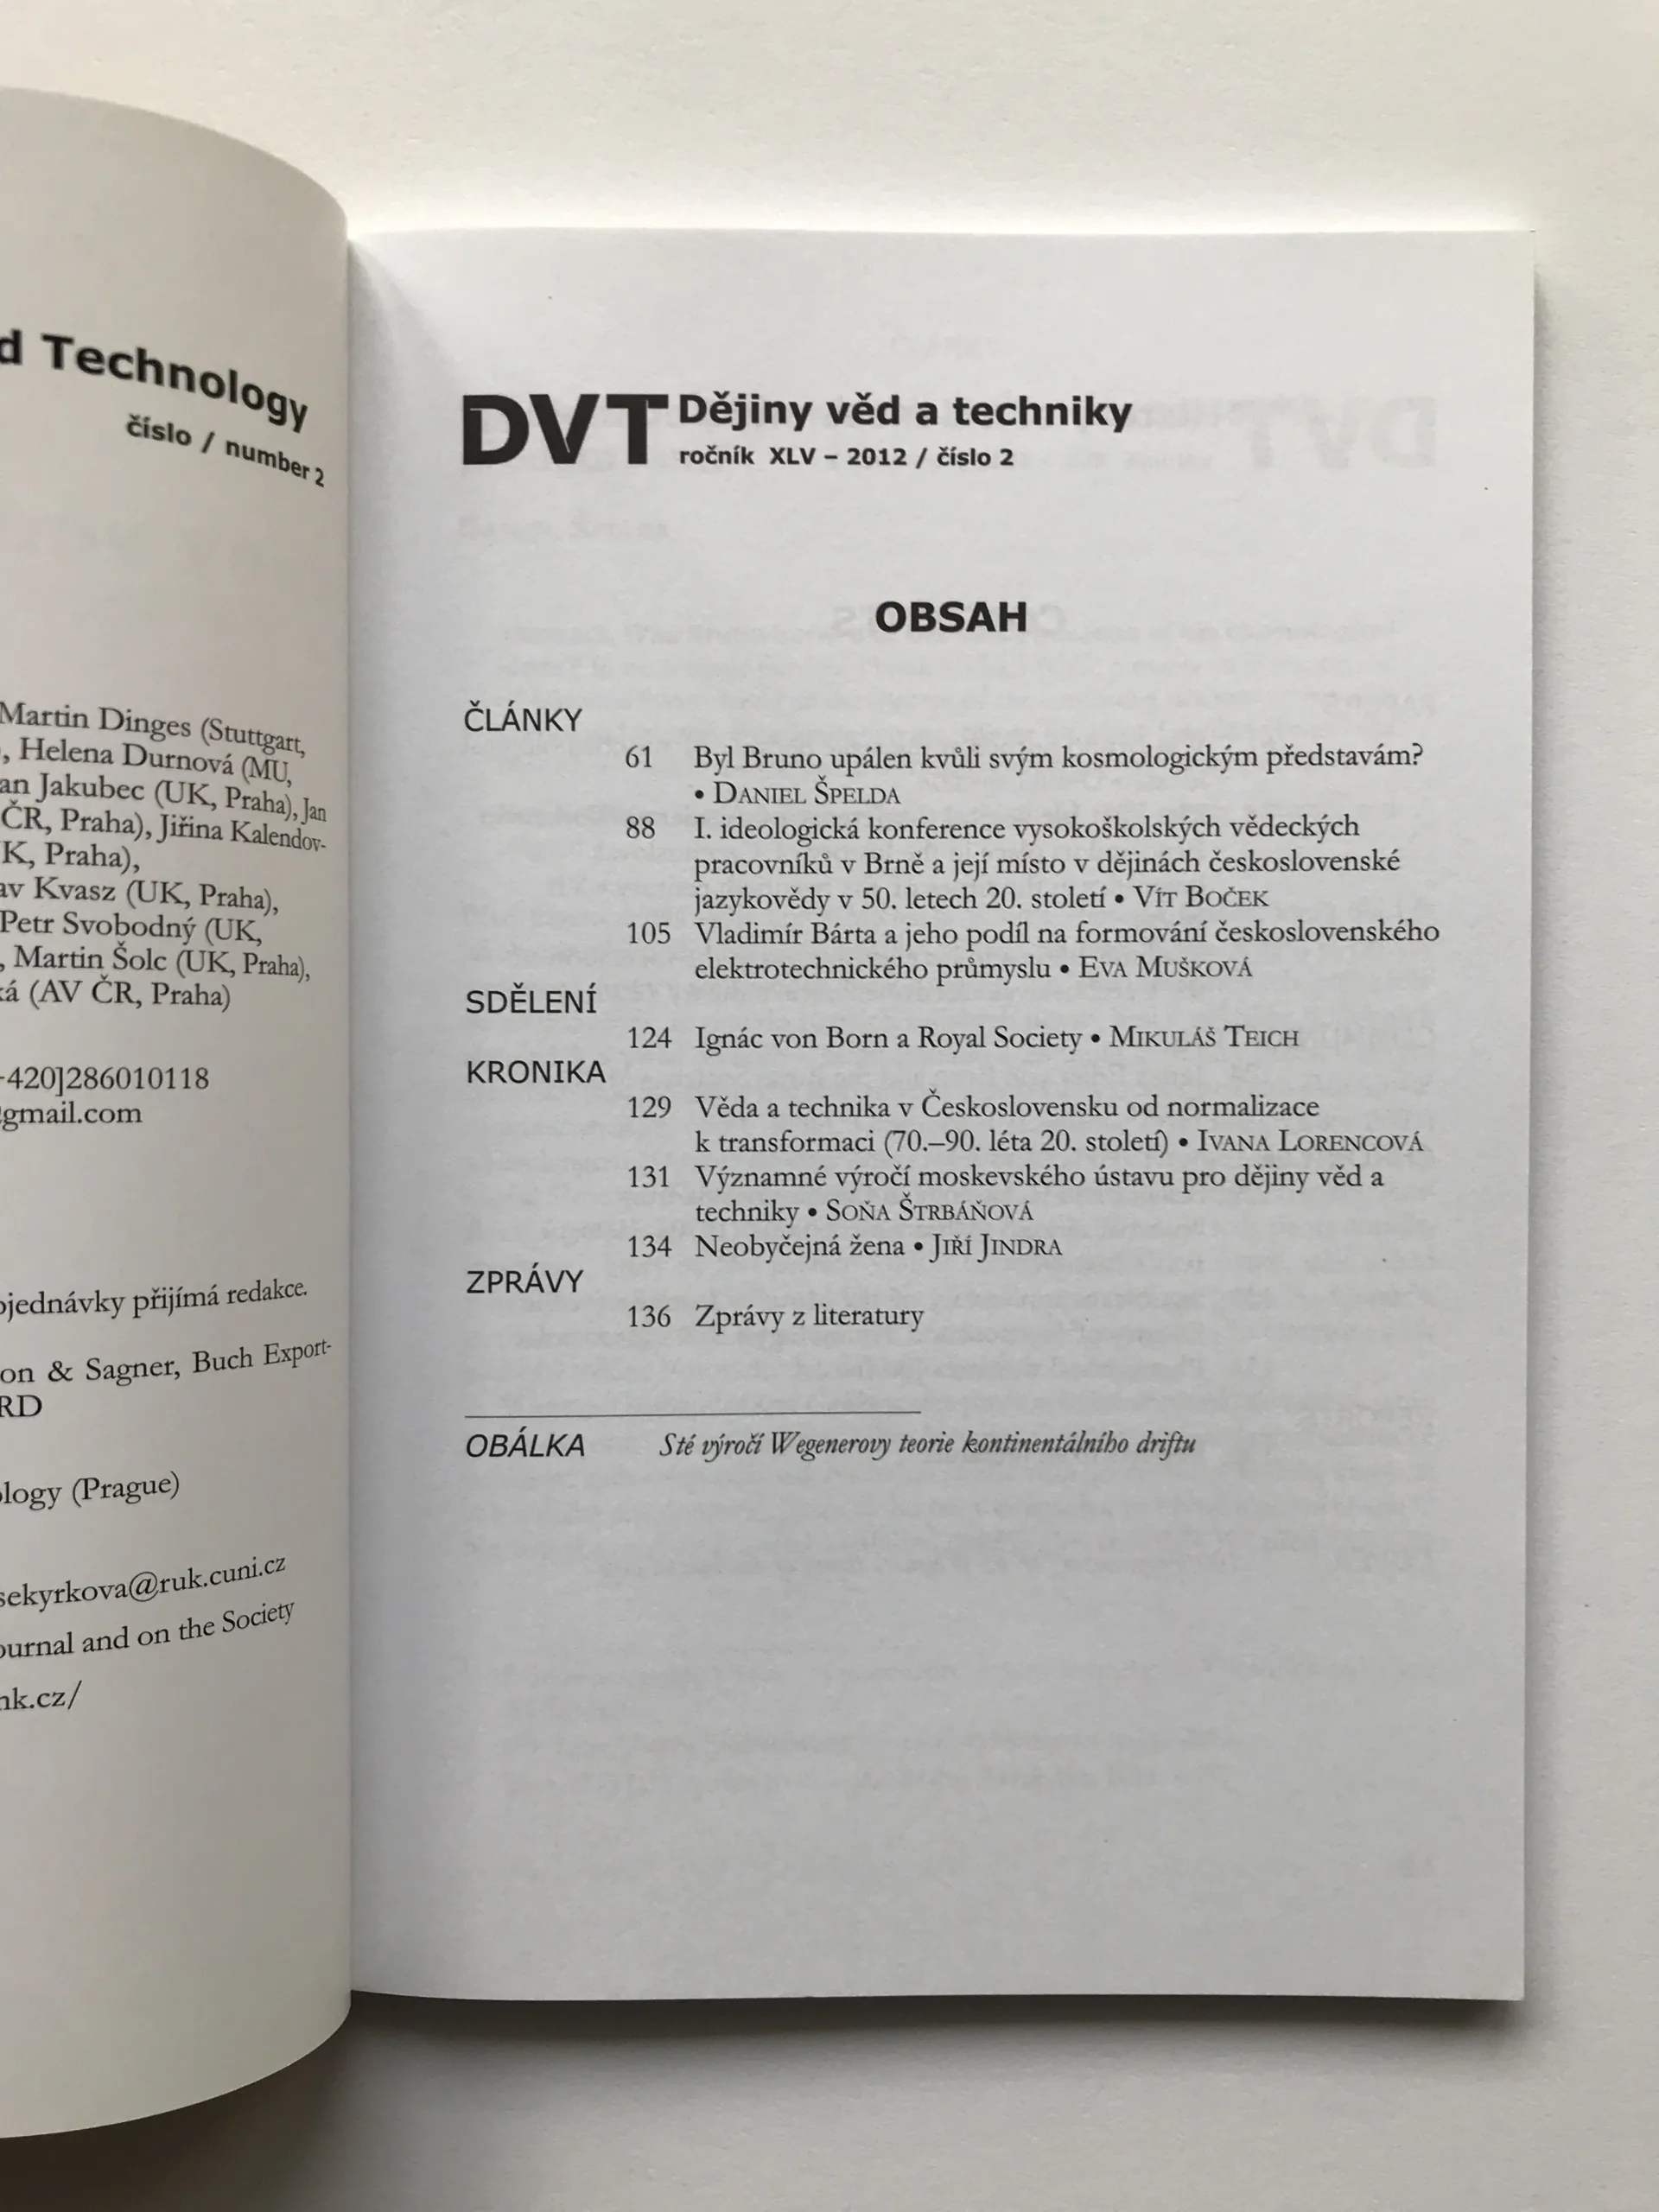 d Technology
číslo / number 2
Martin Dinges (Stuttgart,
, Helena Durnová (MU,
an Jakubec (UK, Praha), Jan
ČR, Praha), Jiřina Kalendov-
K, Praha),
av Kvasz (UK, Praha),
Petr Svobodný (UK,
, Martin Šolc (UK, Praha),
ká (AV ČR, Praha)
+420]286010118
@gmail.com
bjednávky přijímá redakce.
on & Sagner, Buch Export-
RD
ology (Prague)
sekyrkova@ruk.cuni.cz
ournal and on the Society
nk.cz/
DVT Dějiny věd a techniky
ročník XLV – 2012 / číslo 2
OBSAH
ČLÁNKY
61 Byl Bruno upálen kvůli svým kosmologickým představám?
• DANIEL ŠPELDA
88 I. ideologická konference vysokoškolských vědeckých
pracovníků v Brně a její místo v dějinách československé
jazykovědy v 50. letech 20. století • VÍT BOČEK
105 Vladimír Bárta a jeho podíl na formování československého
elektrotechnického průmyslu • EVA MUŠKOVÁ
SDĚLENÍ
124 Ignác von Born a Royal Society • MIKULÁŠ TEICH
KRONIKA
129 Věda a technika v Československu od normalizace
k transformaci (70.–90. léta 20. století) • IVANA LORENCOVÁ
131 Významné výročí moskevského ústavu pro dějiny věd a
techniky • SOŇA ŠTRBÁŇOVÁ
134 Neobyčejná žena • JIŘÍ JINDRA
ZPRÁVY
136 Zprávy z literatury
OBÁLKA Sté výročí Wegenerovy teorie kontinentálního driftu